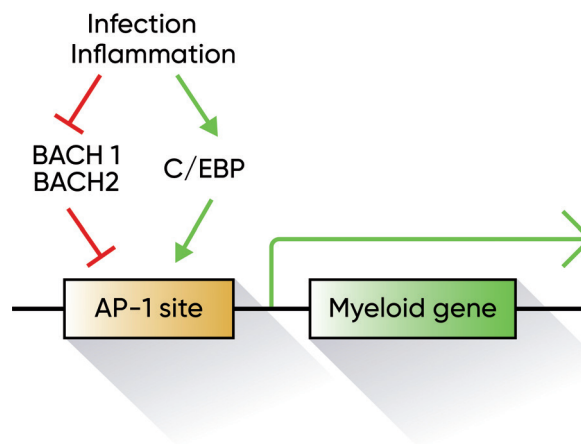 Infection
Inflammation
BACH 1
BACH2
C/EBP
AP-1 site
Myeloid gene